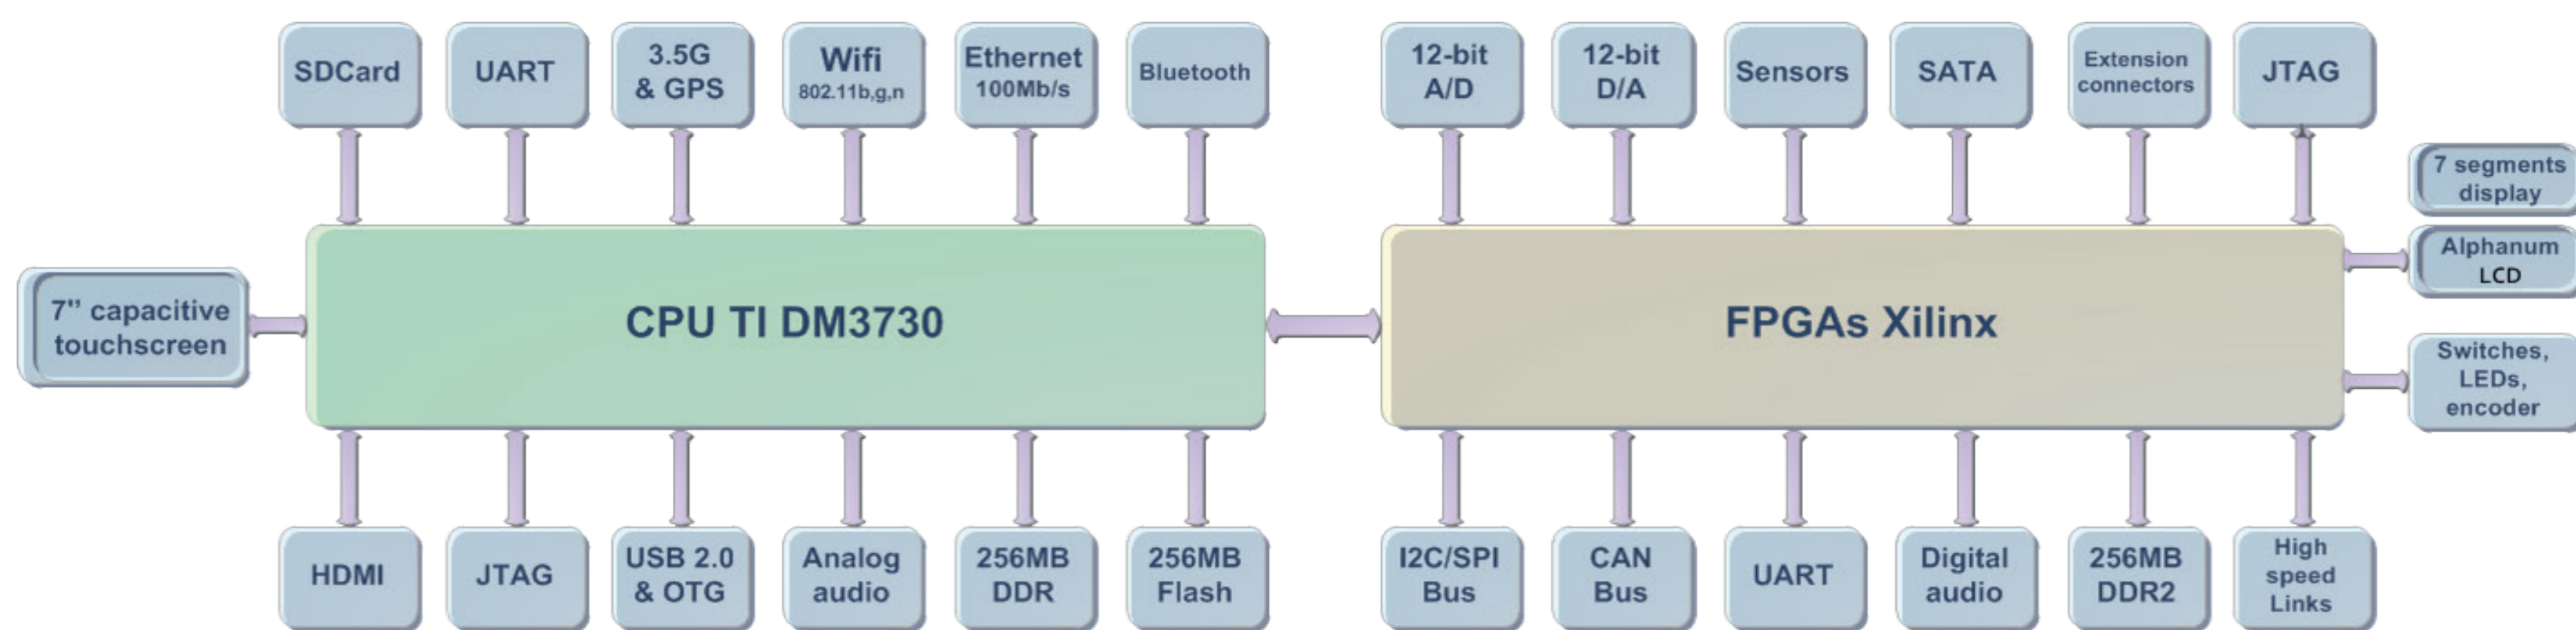 SDCard
UART
3.5G
& GPS
Wifi
802.11b,g,n
Ethernet
100Mb/s
Bluetooth
12-bit
A/D
12-bit
D/A
Sensors
SATA
Extension
connectors
JTAG
7 segments
display
Alphanum
LCD
7'' capacitive
touchscreen
CPU TI DM3730
FPGAs Xilinx
Switches,
LEDs,
encoder
HDMI
JTAG
USB 2.0
& OTG
Analog
audio
256MB
DDR
256MB
Flash
I2C/SPI
Bus
CAN
Bus
UART
Digital
audio
256MB
DDR2
High
speed
Links